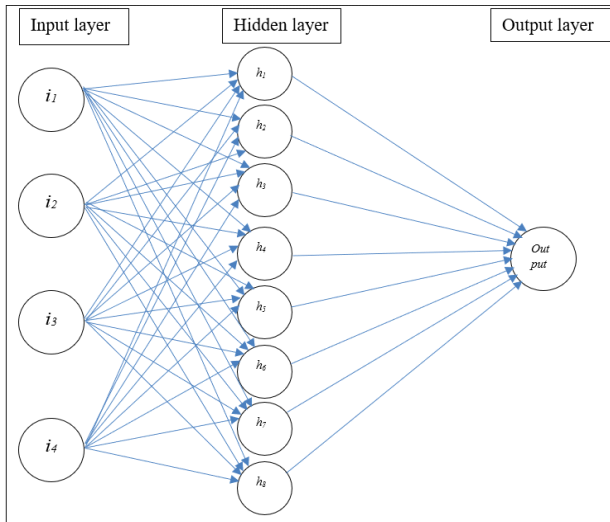 Input layer
Hidden layer
Output layer
i1
i2
i3
i4
h1
h2
h3
h4
h5
h6
h7
h8
Out
put